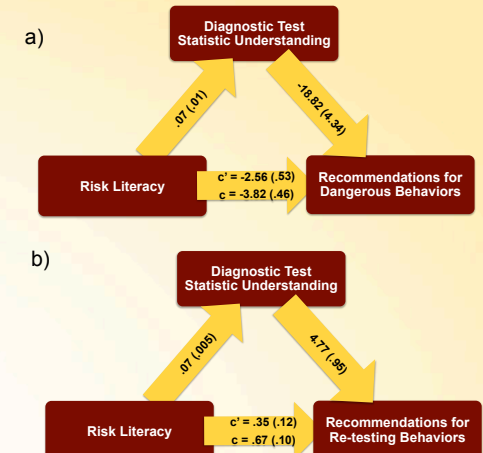 a)
Diagnostic Test
Statistic Understanding
.07 (.01)
-18.82 (4.34)
Risk Literacy
c' = -2.56 (.53)
c = -3.82 (.46)
Recommendations for
Dangerous Behaviors
b)
Diagnostic Test
Statistic Understanding
.07 (.005)
4.77 (.95)
Risk Literacy
c' = .35 (.12)
c = .67 (.10)
Recommendations for
Re-testing Behaviors